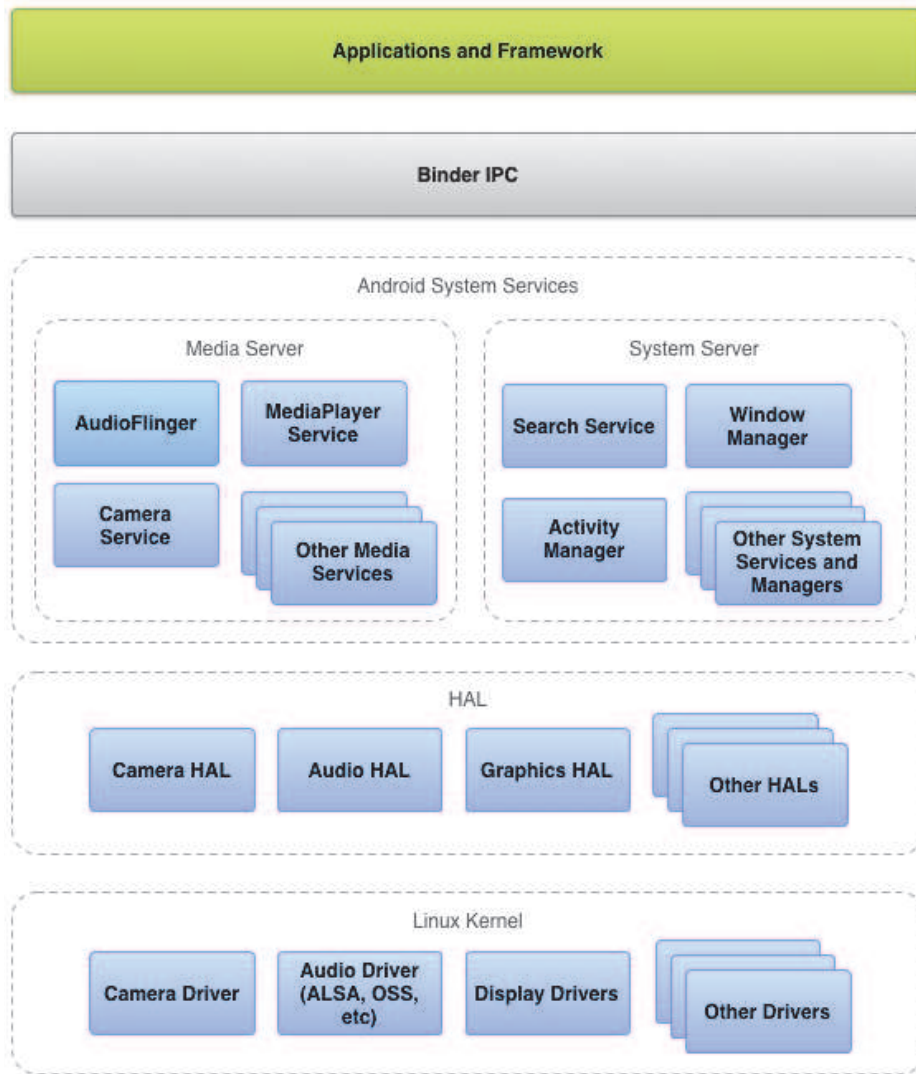 Applications and Framework
Binder IPC
Android System Services
Media Server
AudioFlinger
MediaPlayer
Service
Camera
Service
Other Media
Services
System Server
Search Service
Window
Manager
Activity
Manager
Other System
Services and
Managers
HAL
Camera HAL
Audio HAL
Graphics HAL
Other HALs
Linux Kernel
Camera Driver
Audio Driver
(ALSA, OSS,
etc)
Display Drivers
Other Drivers